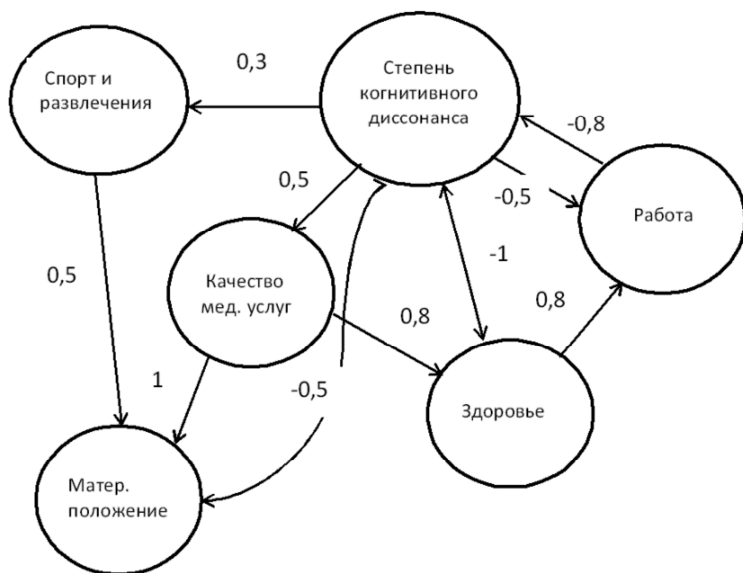 Спорт и
развлечения
0,3
Степень
когнитивного
диссонанса
-0,8
0,5
-0,5
Работа
0,5
Качество
мед. услуг
-1
0,8
0,8
1
-0,5
Здоровье
Матер.
положение